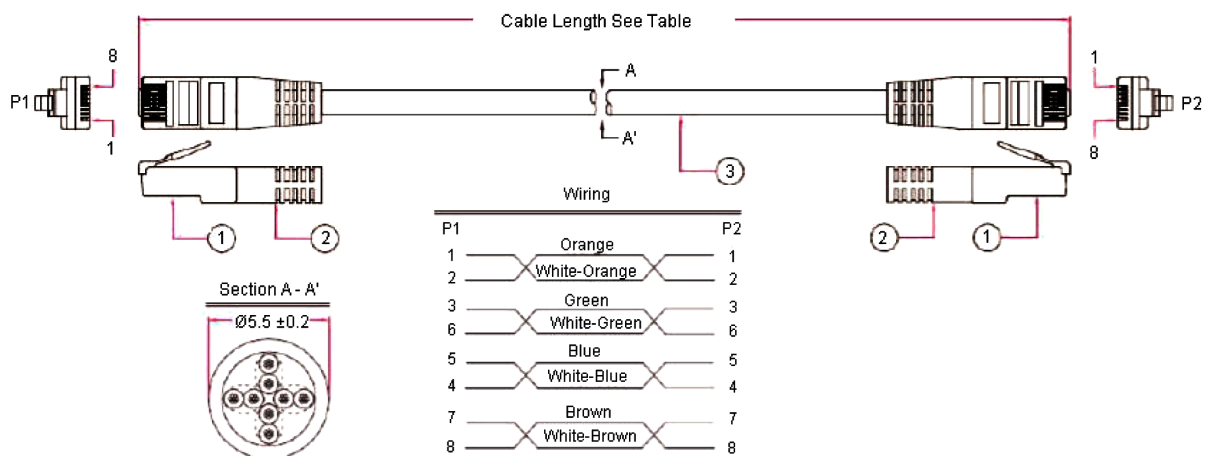 Cable Length See Table
8
1
P1
P2
1
8
A
A'
3
1
2
2
1
Wiring
P1
P2
1
Orange
1
2
White-Orange
2
3
Green
3
6
White-Green
6
5
Blue
5
4
White-Blue
4
7
Brown
7
8
White-Brown
8
Section A - A'
Ø5.5 ±0.2